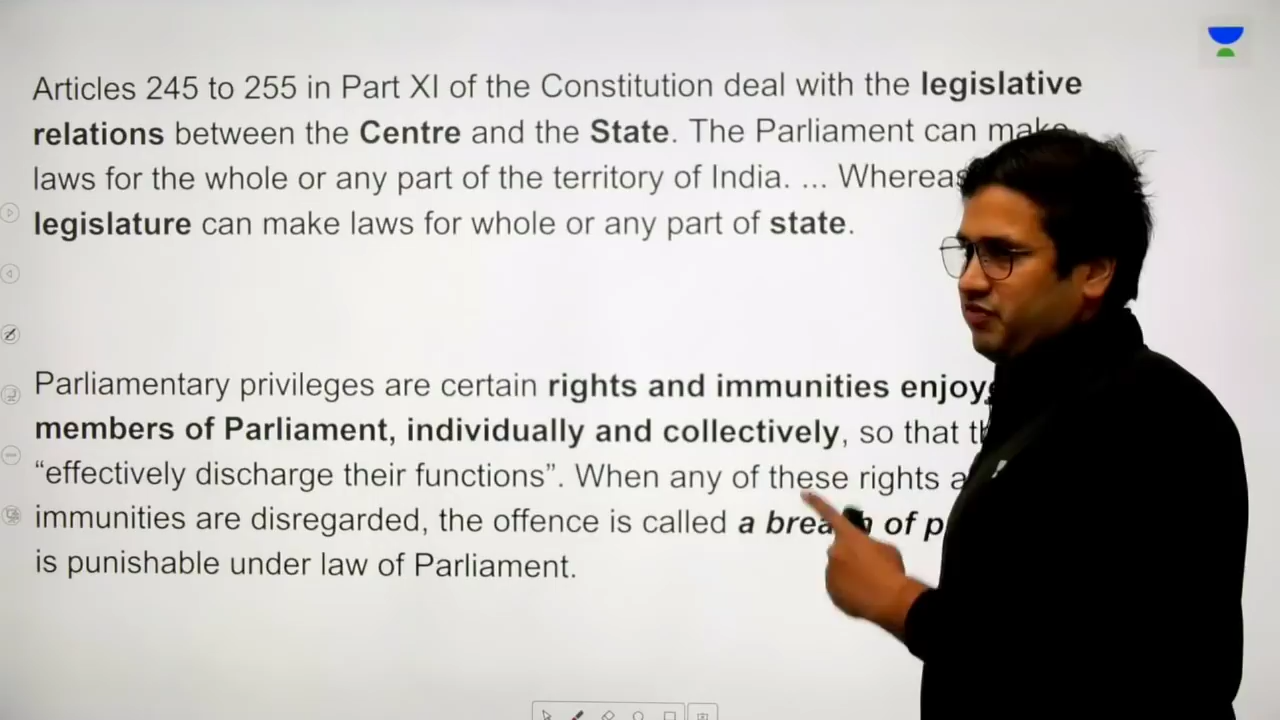 Articles 245 to 255 in Part XI of the Constitution deal with the legislative
relations between the Centre and the State. The Parliament can make
laws for the whole or any part of the territory of India. ... Whereas
legislature can make laws for whole or any part of state.
Parliamentary privileges are certain rights and immunities
members of Parliament, individually and collectively, so that
“effectively discharge their functions”. When any of these rights
immunities are disregarded, the offence is called a breach of
is punishable under law of Parliament.